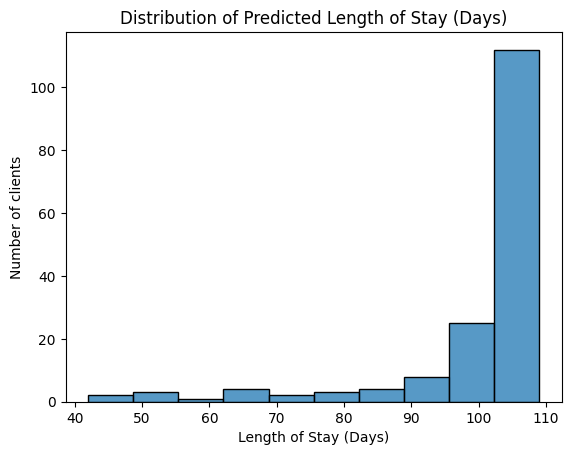 Distribution of Predicted Length of Stay (Days)
Number of clients
100
80
60
40
20
0
40 50 60 70 80 90 100 110
Length of Stay (Days)